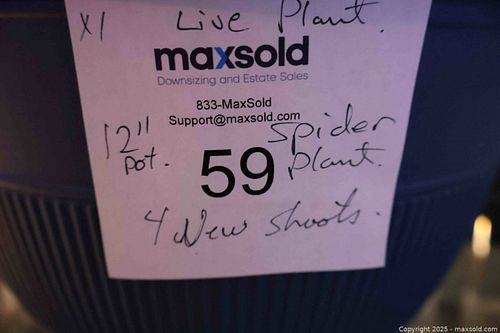 x1 Live Plant.
maxsold
Downsizing and Estate Sales
833-MaxSold
Support@maxsold.com
12" pot.
59
Spider Plant.
4 New Shoots.
Copyright 2025 - maxsold.com